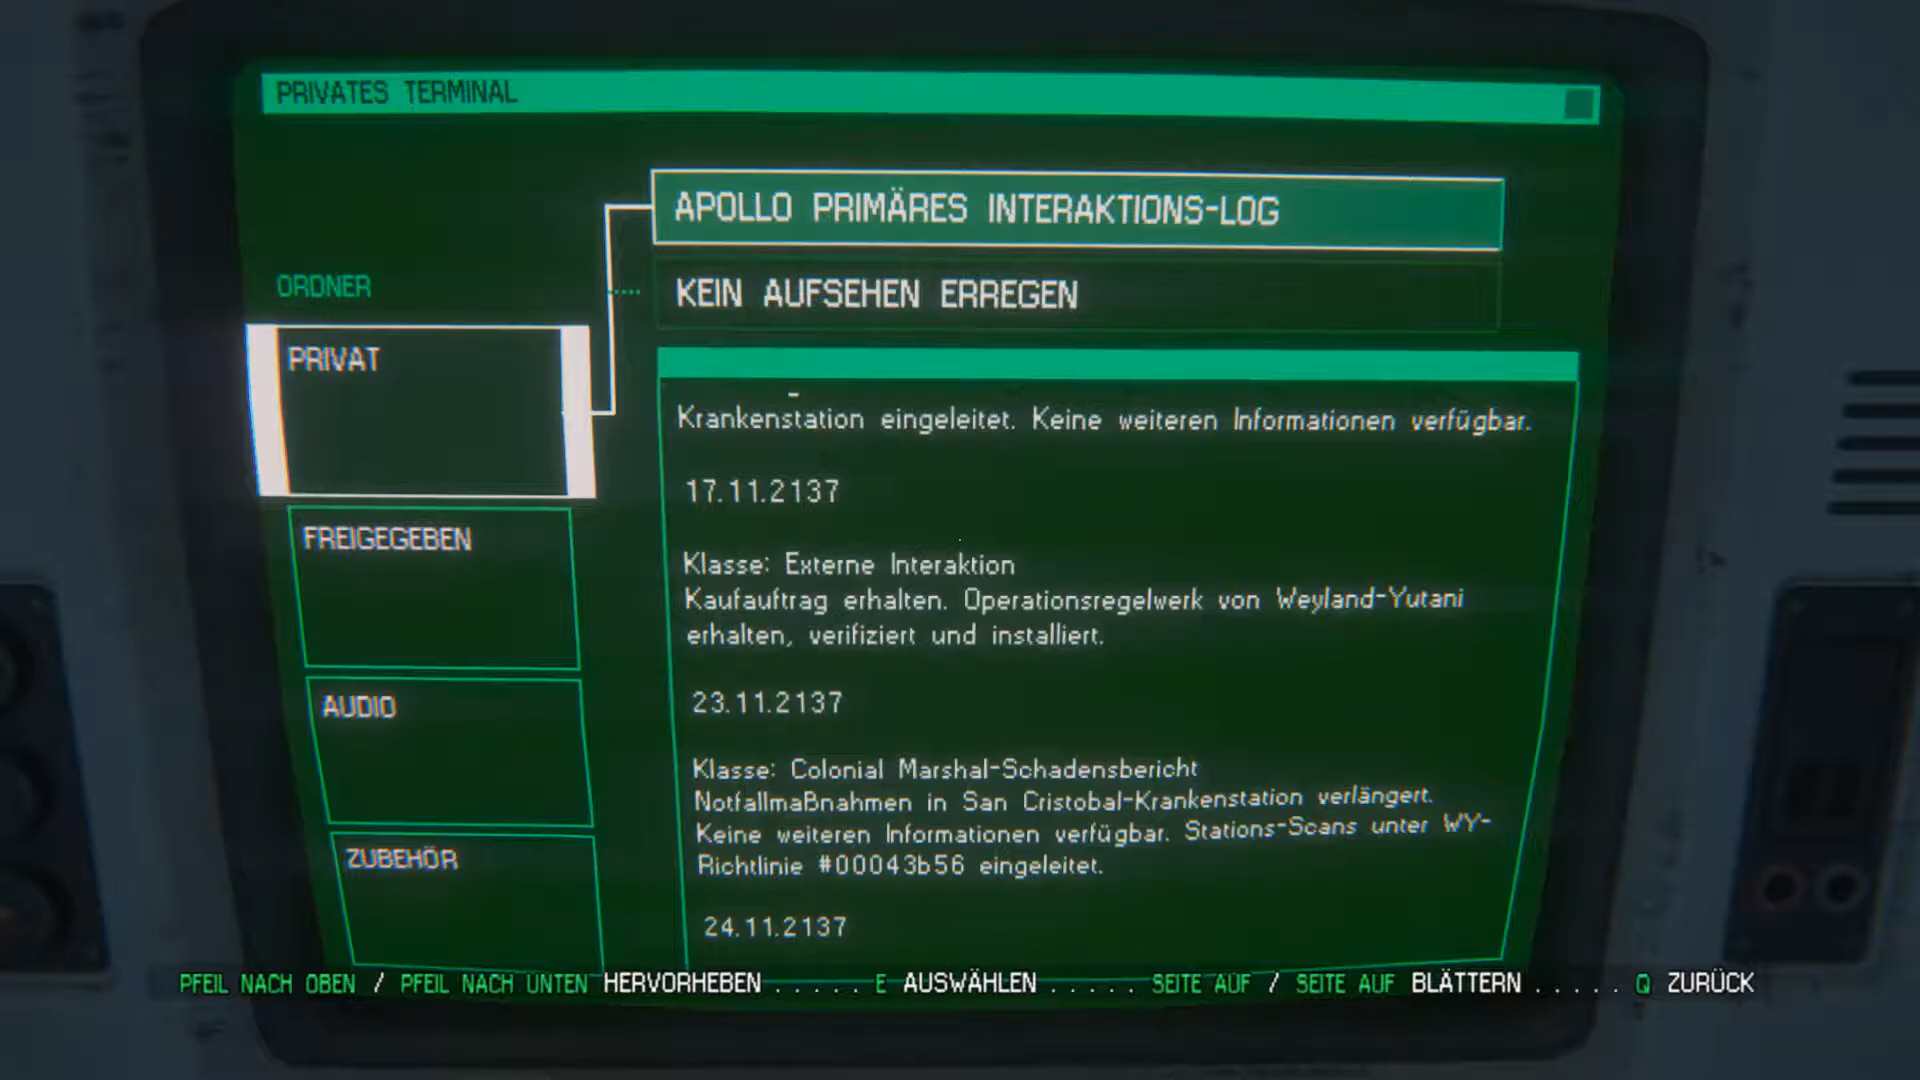 PRIVATES TERMINAL
APOLLO PRIMÄRES INTERAKTIONS-LOG
KEIN AUFSEHEN ERREGEN
ORDNER
PRIVAT
FREIGEGEBEN
AUDIO
ZUBEHÖR
Krankenstation eingeleitet. Keine weiteren Informationen verfügbar.
17.11.2137
Klasse: Externe Interaktion
Kaufauftrag erhalten. Operationsregelwerk von Weyland-Yutani
erhalten, verifiziert und installiert.
23.11.2137
Klasse: Colonial Marshal-Schadensbericht
Notfallmaßnahmen in San Cristobal-Krankenstation verlängert.
Keine weiteren Informationen verfügbar. Stations-Scans unter WY-
Richtlinie #00043b56 eingeleitet.
24.11.2137
PFEIL NACH OBEN / PFEIL NACH UNTEN HERVORHEBEN ..... E AUSWÄHLEN ..... SEITE AUF / SEITE AUF BLÄTTERN ..... Q ZURÜCK